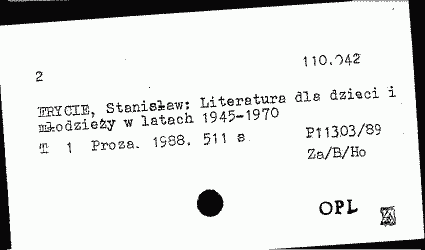 110.042
2
FRYCIE, Stanisław: Literatura dla dzieci i
młodzieży w latach 1945-1970
T 1 Proza. 1988. 511 s
P11303/89
Za/B/Ho
OPL